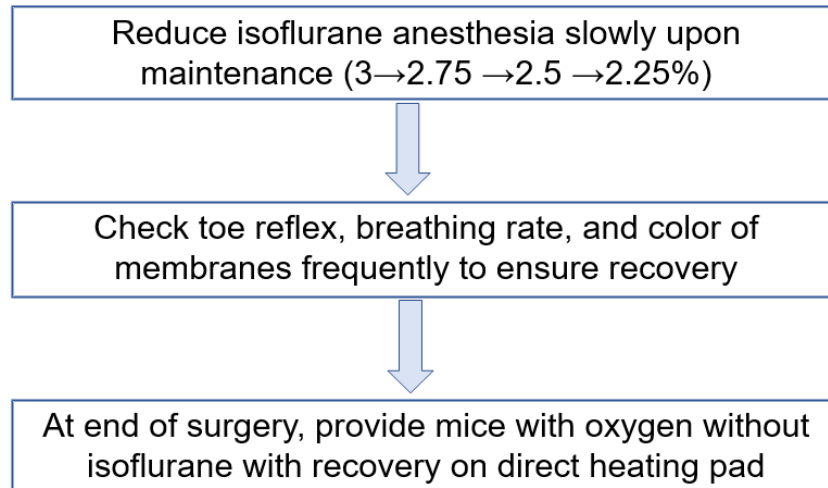 Reduce isoflurane anesthesia slowly upon
maintenance (3→2.75 →2.5 →2.25%)
Check toe reflex, breathing rate, and color of
membranes frequently to ensure recovery
At end of surgery, provide mice with oxygen without
isoflurane with recovery on direct heating pad